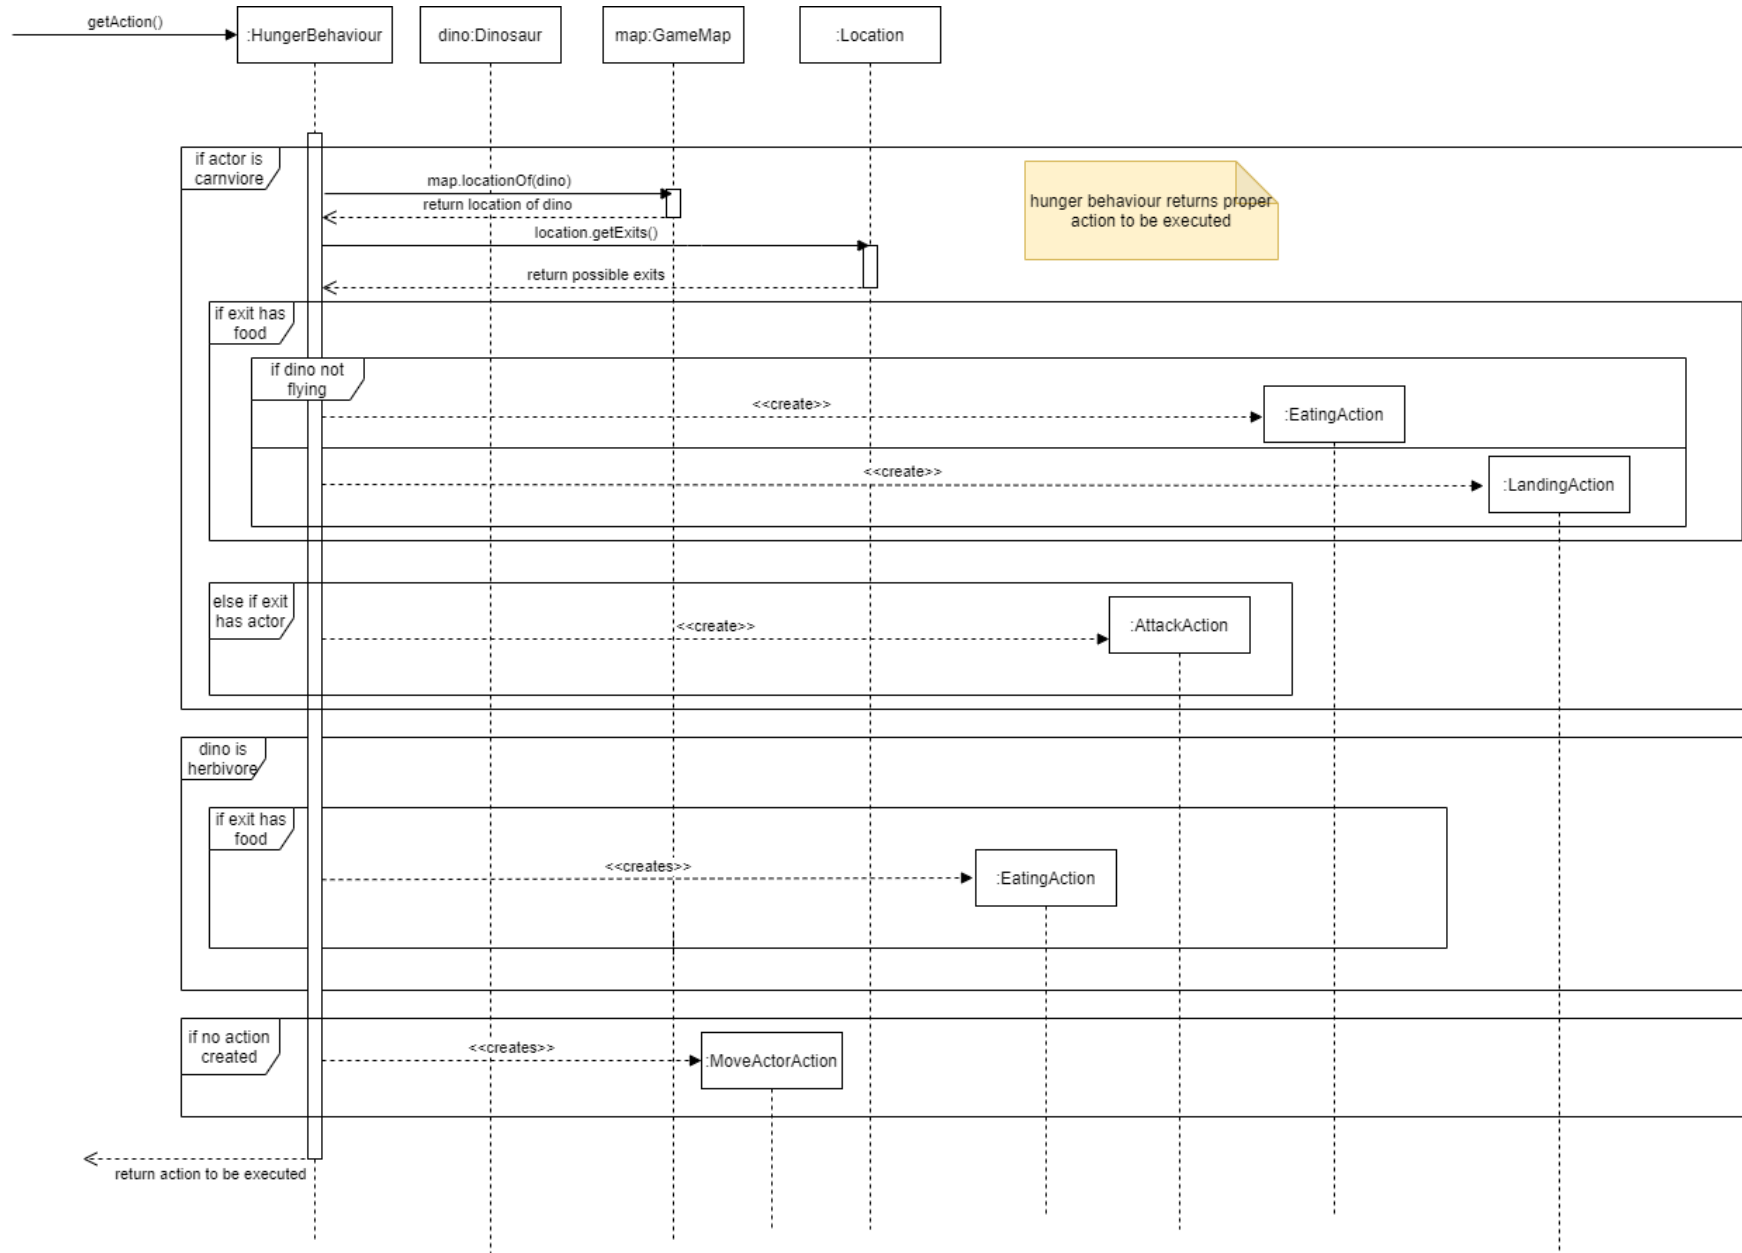 getAction()
:HungerBehaviour
dino:Dinosaur
map:GameMap
:Location
if actor is
carnviore
map.locationOf(dino)
return location of dino
hunger behaviour returns proper
action to be executed
location.getExits()
return possible exits
if exit has
food
if dino not
flying
<<create>>
:EatingAction
<<create>>
:LandingAction
else if exit
has actor
<<create>>
:AttackAction
dino is
herbivore
if exit has
food
<<creates>>
:EatingAction
if no action
created
<<creates>>
:MoveActorAction
return action to be executed